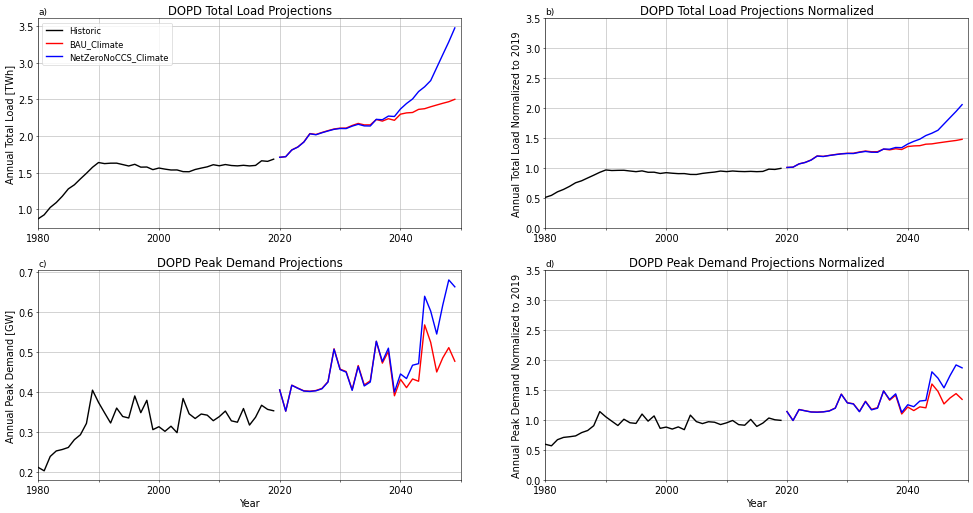 a)
DOPD Total Load Projections
Annual Total Load [TWh]
3.5
3.0
2.5
2.0
1.5
1.0
Historic
BAU_Climate
NetZeroNoCCS_Climate
1980
2000
2020
2040
b)
DOPD Total Load Projections Normalized
Annual Total Load Normalized to 2019
3.5
3.0
2.5
2.0
1.5
1.0
0.5
0.0
1980
2000
2020
2040
c)
DOPD Peak Demand Projections
Annual Peak Demand [GW]
0.7
0.6
0.5
0.4
0.3
0.2
1980
2000
2020
2040
Year
d)
DOPD Peak Demand Projections Normalized
Annual Peak Demand Normalized to 2019
3.5
3.0
2.5
2.0
1.5
1.0
0.5
0.0
1980
2000
2020
2040
Year